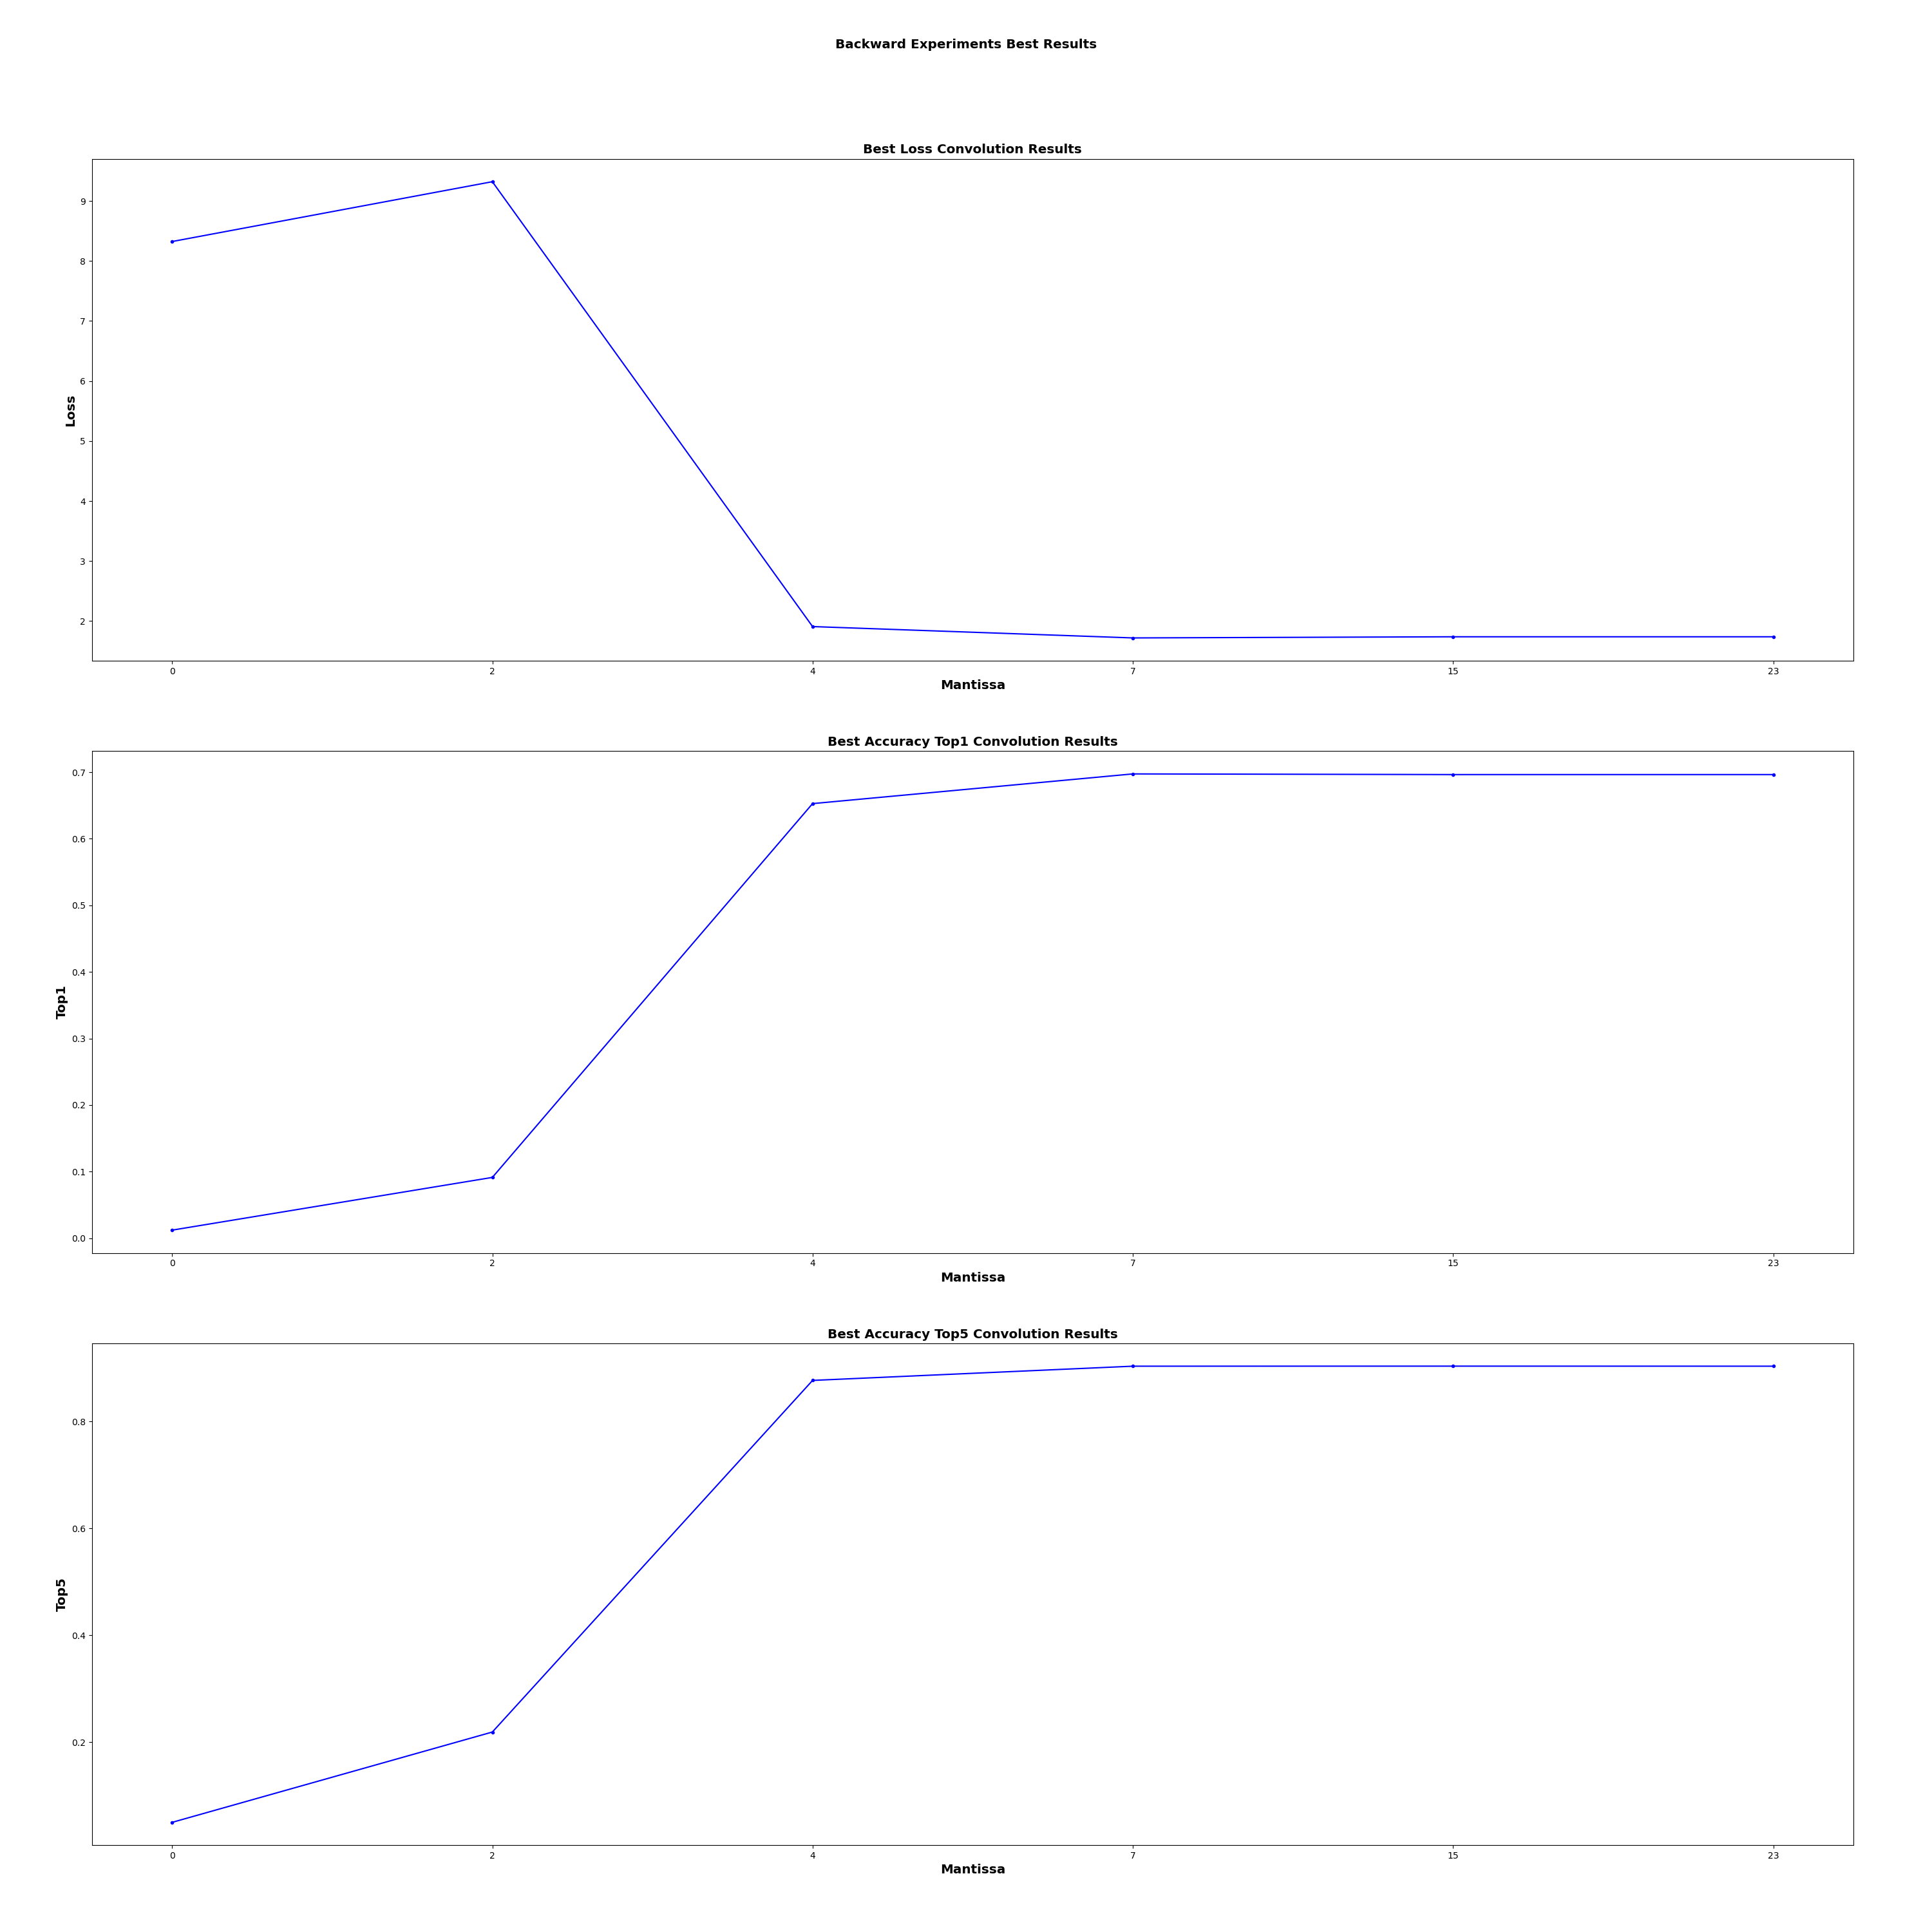 Backward Experiments Best Results
Best Loss Convolution Results
9
8
7
6
5
4
3
2
Loss
0 2 4 7 15 23
Mantissa
Best Accuracy Top1 Convolution Results
0.7
0.6
0.5
0.4
0.3
0.2
0.1
0.0
Top1
0 2 4 7 15 23
Mantissa
Best Accuracy Top5 Convolution Results
0.8
0.6
0.4
0.2
Top5
0 2 4 7 15 23
Mantissa